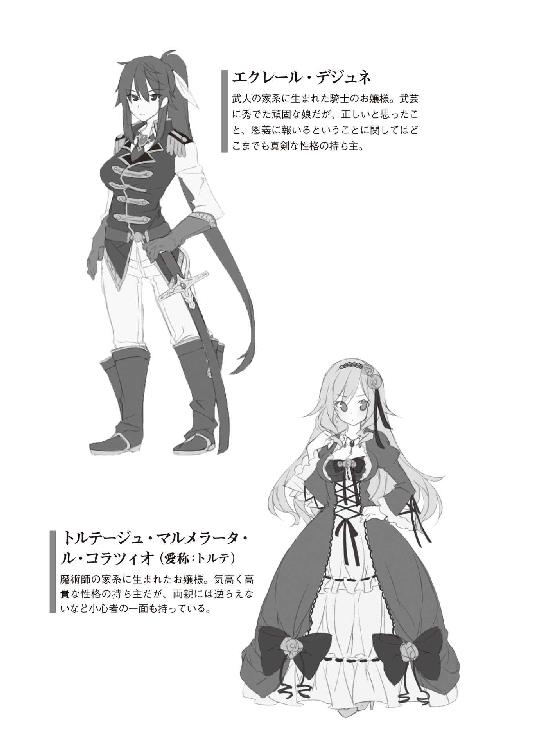 エクレール・デジュネ
武人の家系に生まれた騎士のお嬢様。武芸
に秀でた頑固な娘だが、正しいと思ったこ
と、恩義に報いるということに関してはど
こまでも真剣な性格の持ち主。
トルテージュ・マルメラータ・
ル・コラツィオ（愛称:トルテ）
魔術師の家系に生まれたお嬢様。気高く高
貴な性格の持ち主だが、両親には逆らえな
いなど小心者の一面も持っている。